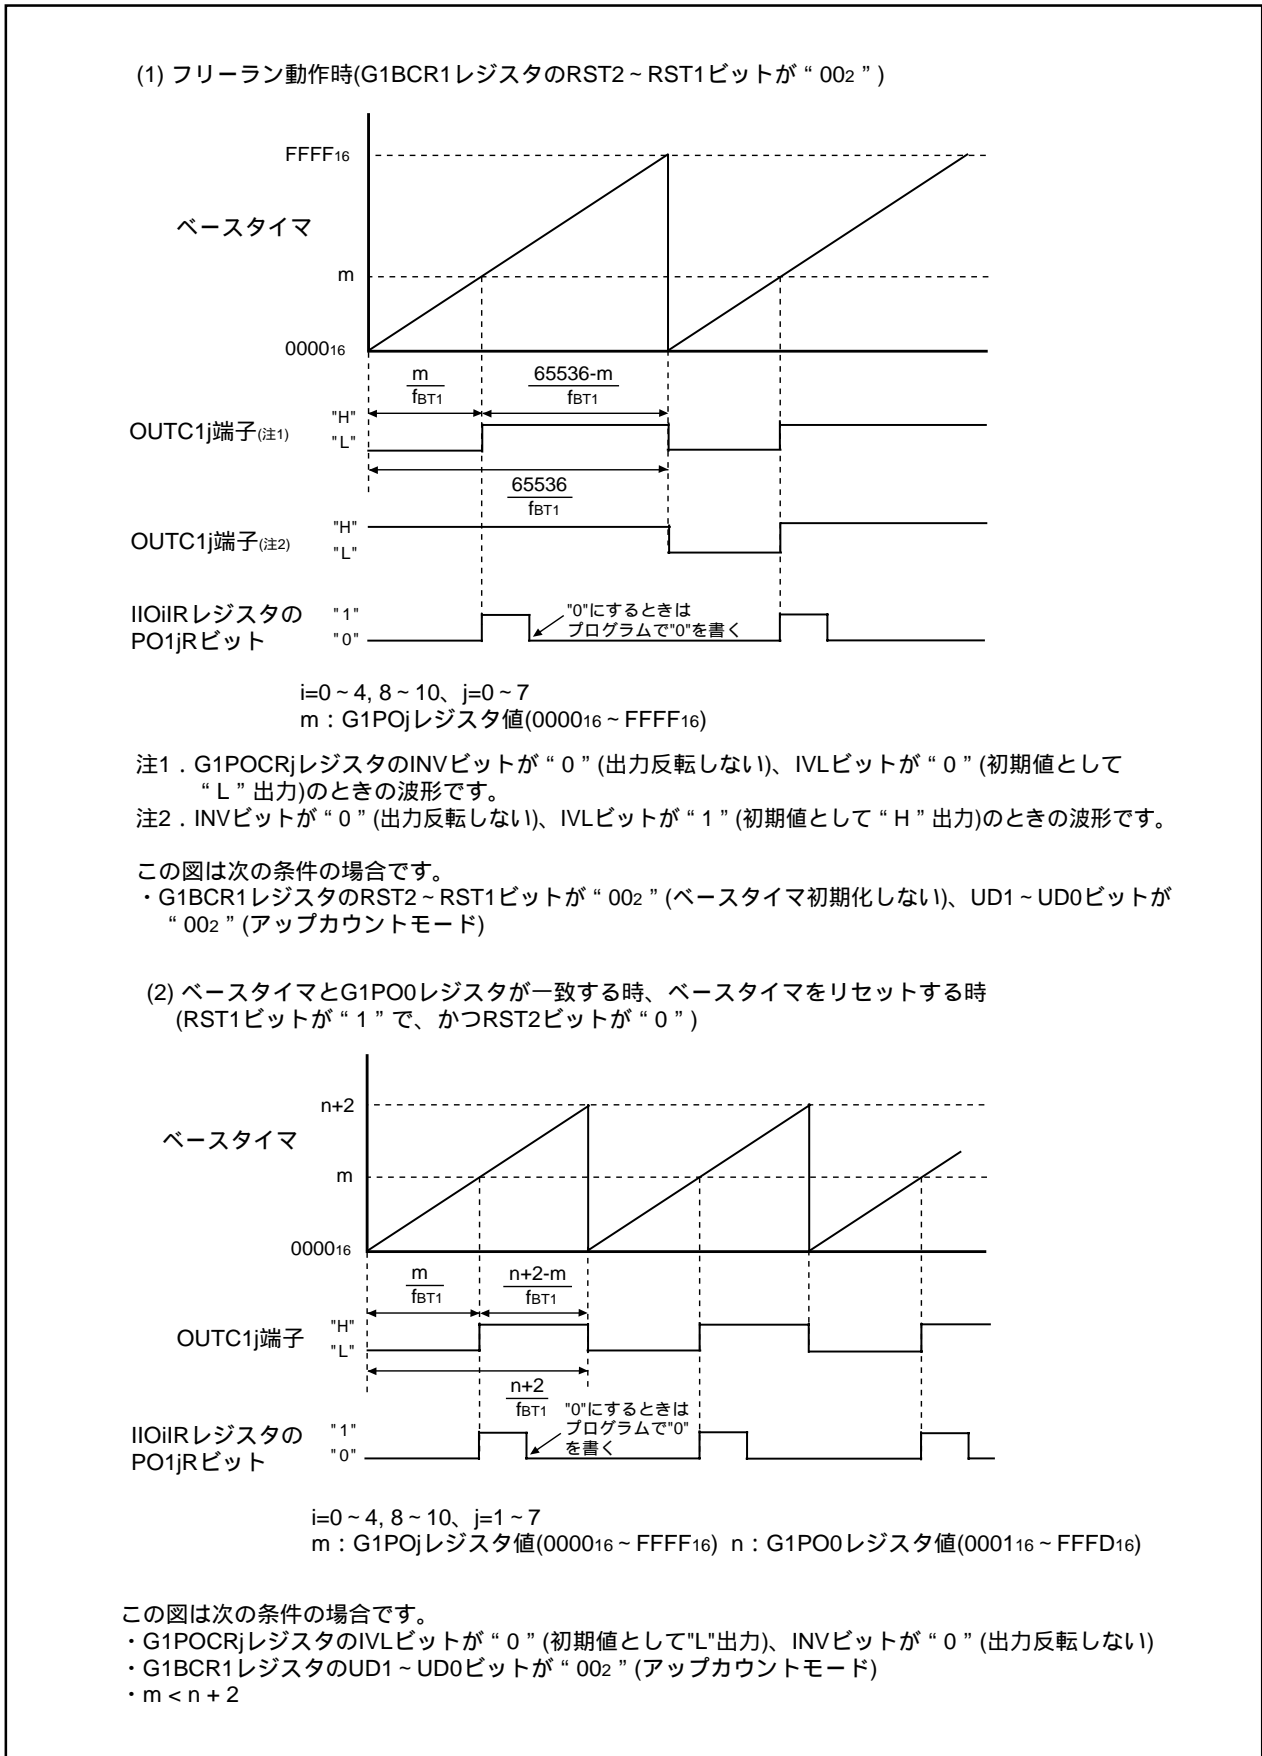 (1) フリーラン動作時(G1BCR1レジスタのRST2～RST1ビットが“002”)
FFFF16
ベースタイマ
m
000016
m
fBT1
65536-m
fBT1
OUTC1j端子(注1)
"H"
"L"
65536
fBT1
OUTC1j端子(注2)
"H"
"L"
IIOiIRレジスタの
PO1jRビット
"1"
"0"
"0"にするときは
プログラムで"0"を書く
i=0～4, 8～10、j=0～7
m：G1POjレジスタ値(000016～FFFF16)
注1．G1POCRjレジスタのINVビットが“0”(出力反転しない)、IVLビットが“0”(初期値として
“L”出力)のときの波形です。
注2．INVビットが“0”(出力反転しない)、IVLビットが“1”(初期値として“H”出力)のときの波形です。
この図は次の条件の場合です。
・G1BCR1レジスタのRST2～RST1ビットが“002”(ベースタイマ初期化しない)、UD1～UD0ビットが
“002”(アップカウントモード)
(2) ベースタイマとG1PO0レジスタが一致する時、ベースタイマをリセットする時
(RST1ビットが“1”で、かつRST2ビットが“0”)
n+2
ベースタイマ
m
000016
m
fBT1
n+2-m
fBT1
OUTC1j端子
"H"
"L"
n+2
fBT1
IIOiIRレジスタの
PO1jRビット
"1"
"0"
"0"にするときは
プログラムで"0"
を書く
i=0～4, 8～10、j=1～7
m：G1POjレジスタ値(000016～FFFF16) n：G1PO0レジスタ値(000116～FFFD16)
この図は次の条件の場合です。
・G1POCRjレジスタのIVLビットが“0”(初期値として"L"出力)、INVビットが“0”(出力反転しない)
・G1BCR1レジスタのUD1～UD0ビットが“002”(アップカウントモード)
・m < n + 2